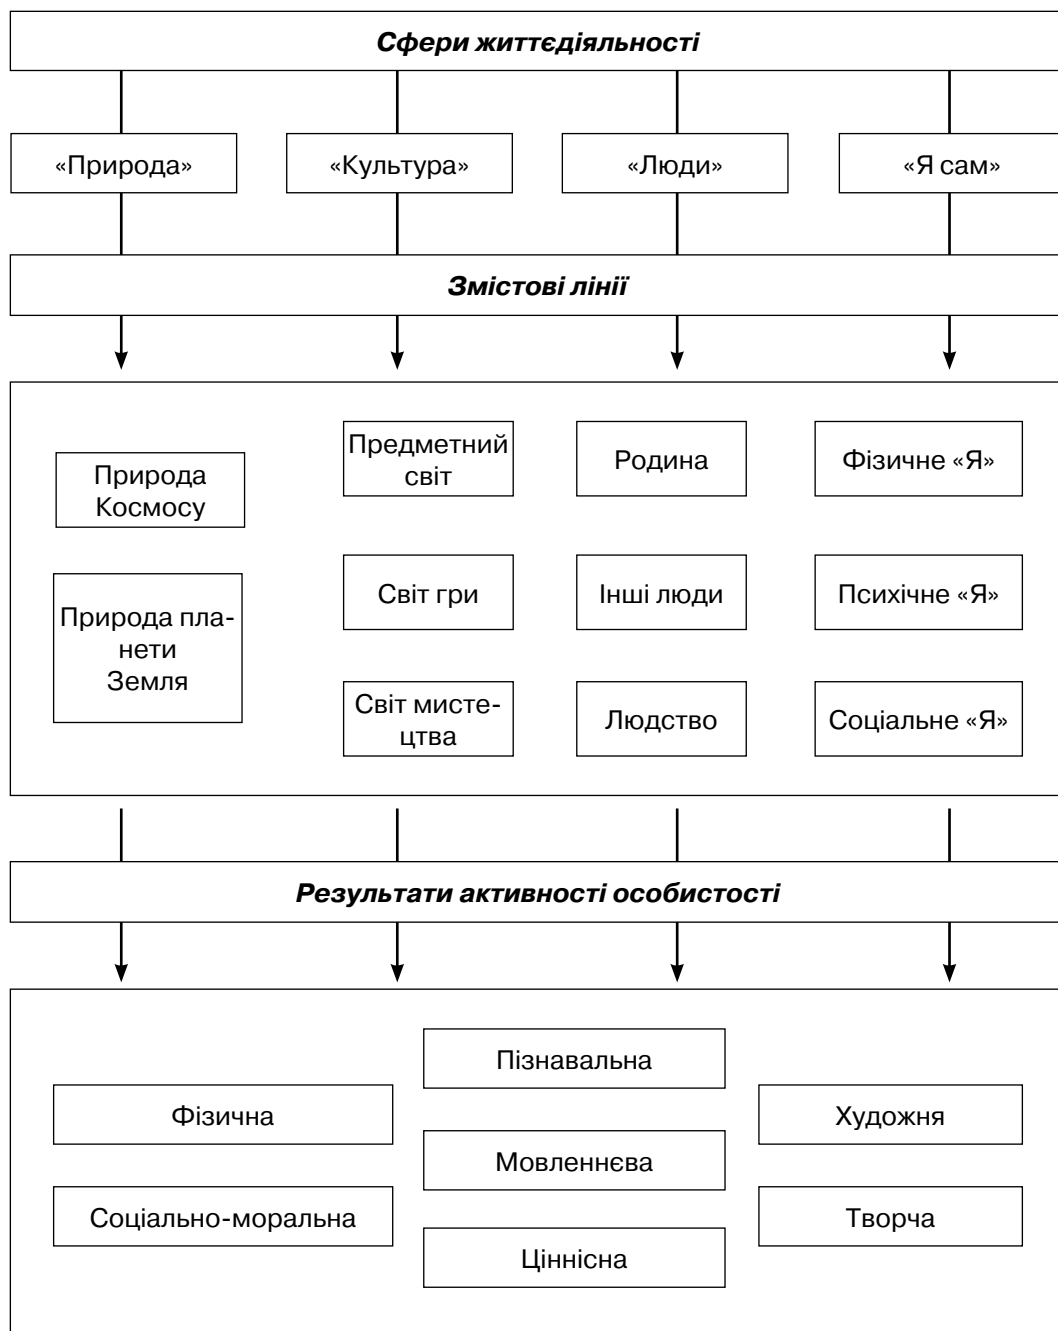 Сфери життєдіяльності
«Природа»
«Культура»
«Люди»
«Я сам»
Змістові лінії
Природа
Космосу
Природа пла-
нети
Земля
Предметний
світ
Світ гри
Світ мисте-
цтва
Родина
Інші люди
Людство
Фізичне «Я»
Психічне «Я»
Соціальне «Я»
Результати активності особистості
Фізична
Соціально-моральна
Пізнавальна
Мовленнєва
Ціннісна
Художня
Творча